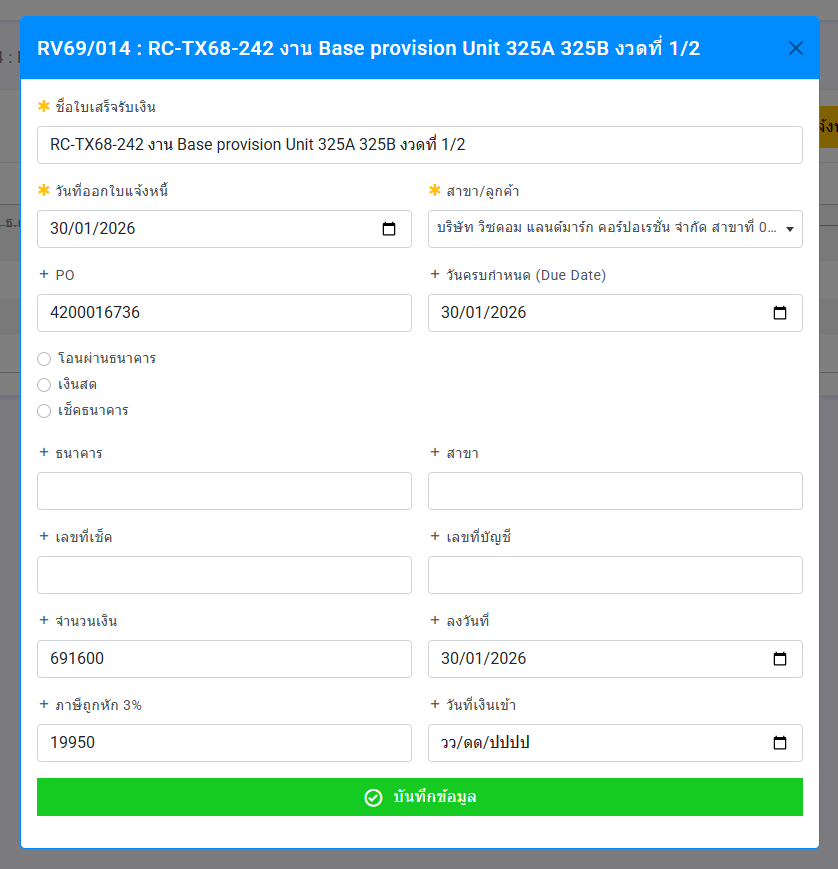 RV69/014 : RC-TX68-242 งาน Base provision Unit 325A 325B งวดที่ 1/2
✱ ชื่อใบเสร็จรับเงิน
RC-TX68-242 งาน Base provision Unit 325A 325B งวดที่ 1/2
✱ วันที่ออกใบแจ้งหนี้ ✱ สาขา/ลูกค้า
30/01/2026 บริษัท วิซดอม แลนด์มาร์ก คอร์ปอเรชั่น จำกัด สาขาที่ 0...
+ PO + วันครบกำหนด (Due Date)
4200016736 30/01/2026
โอนผ่านธนาคาร
เงินสด
เช็คธนาคาร
+ ธนาคาร + สาขา
+ เลขที่เช็ค + เลขที่บัญชี
+ จำนวนเงิน + ลงวันที่
691600 30/01/2026
+ ภาษีถูกหัก 3% + วันที่เงินเข้า
19950 วว/ดด/ปปปป
บันทึกข้อมูล